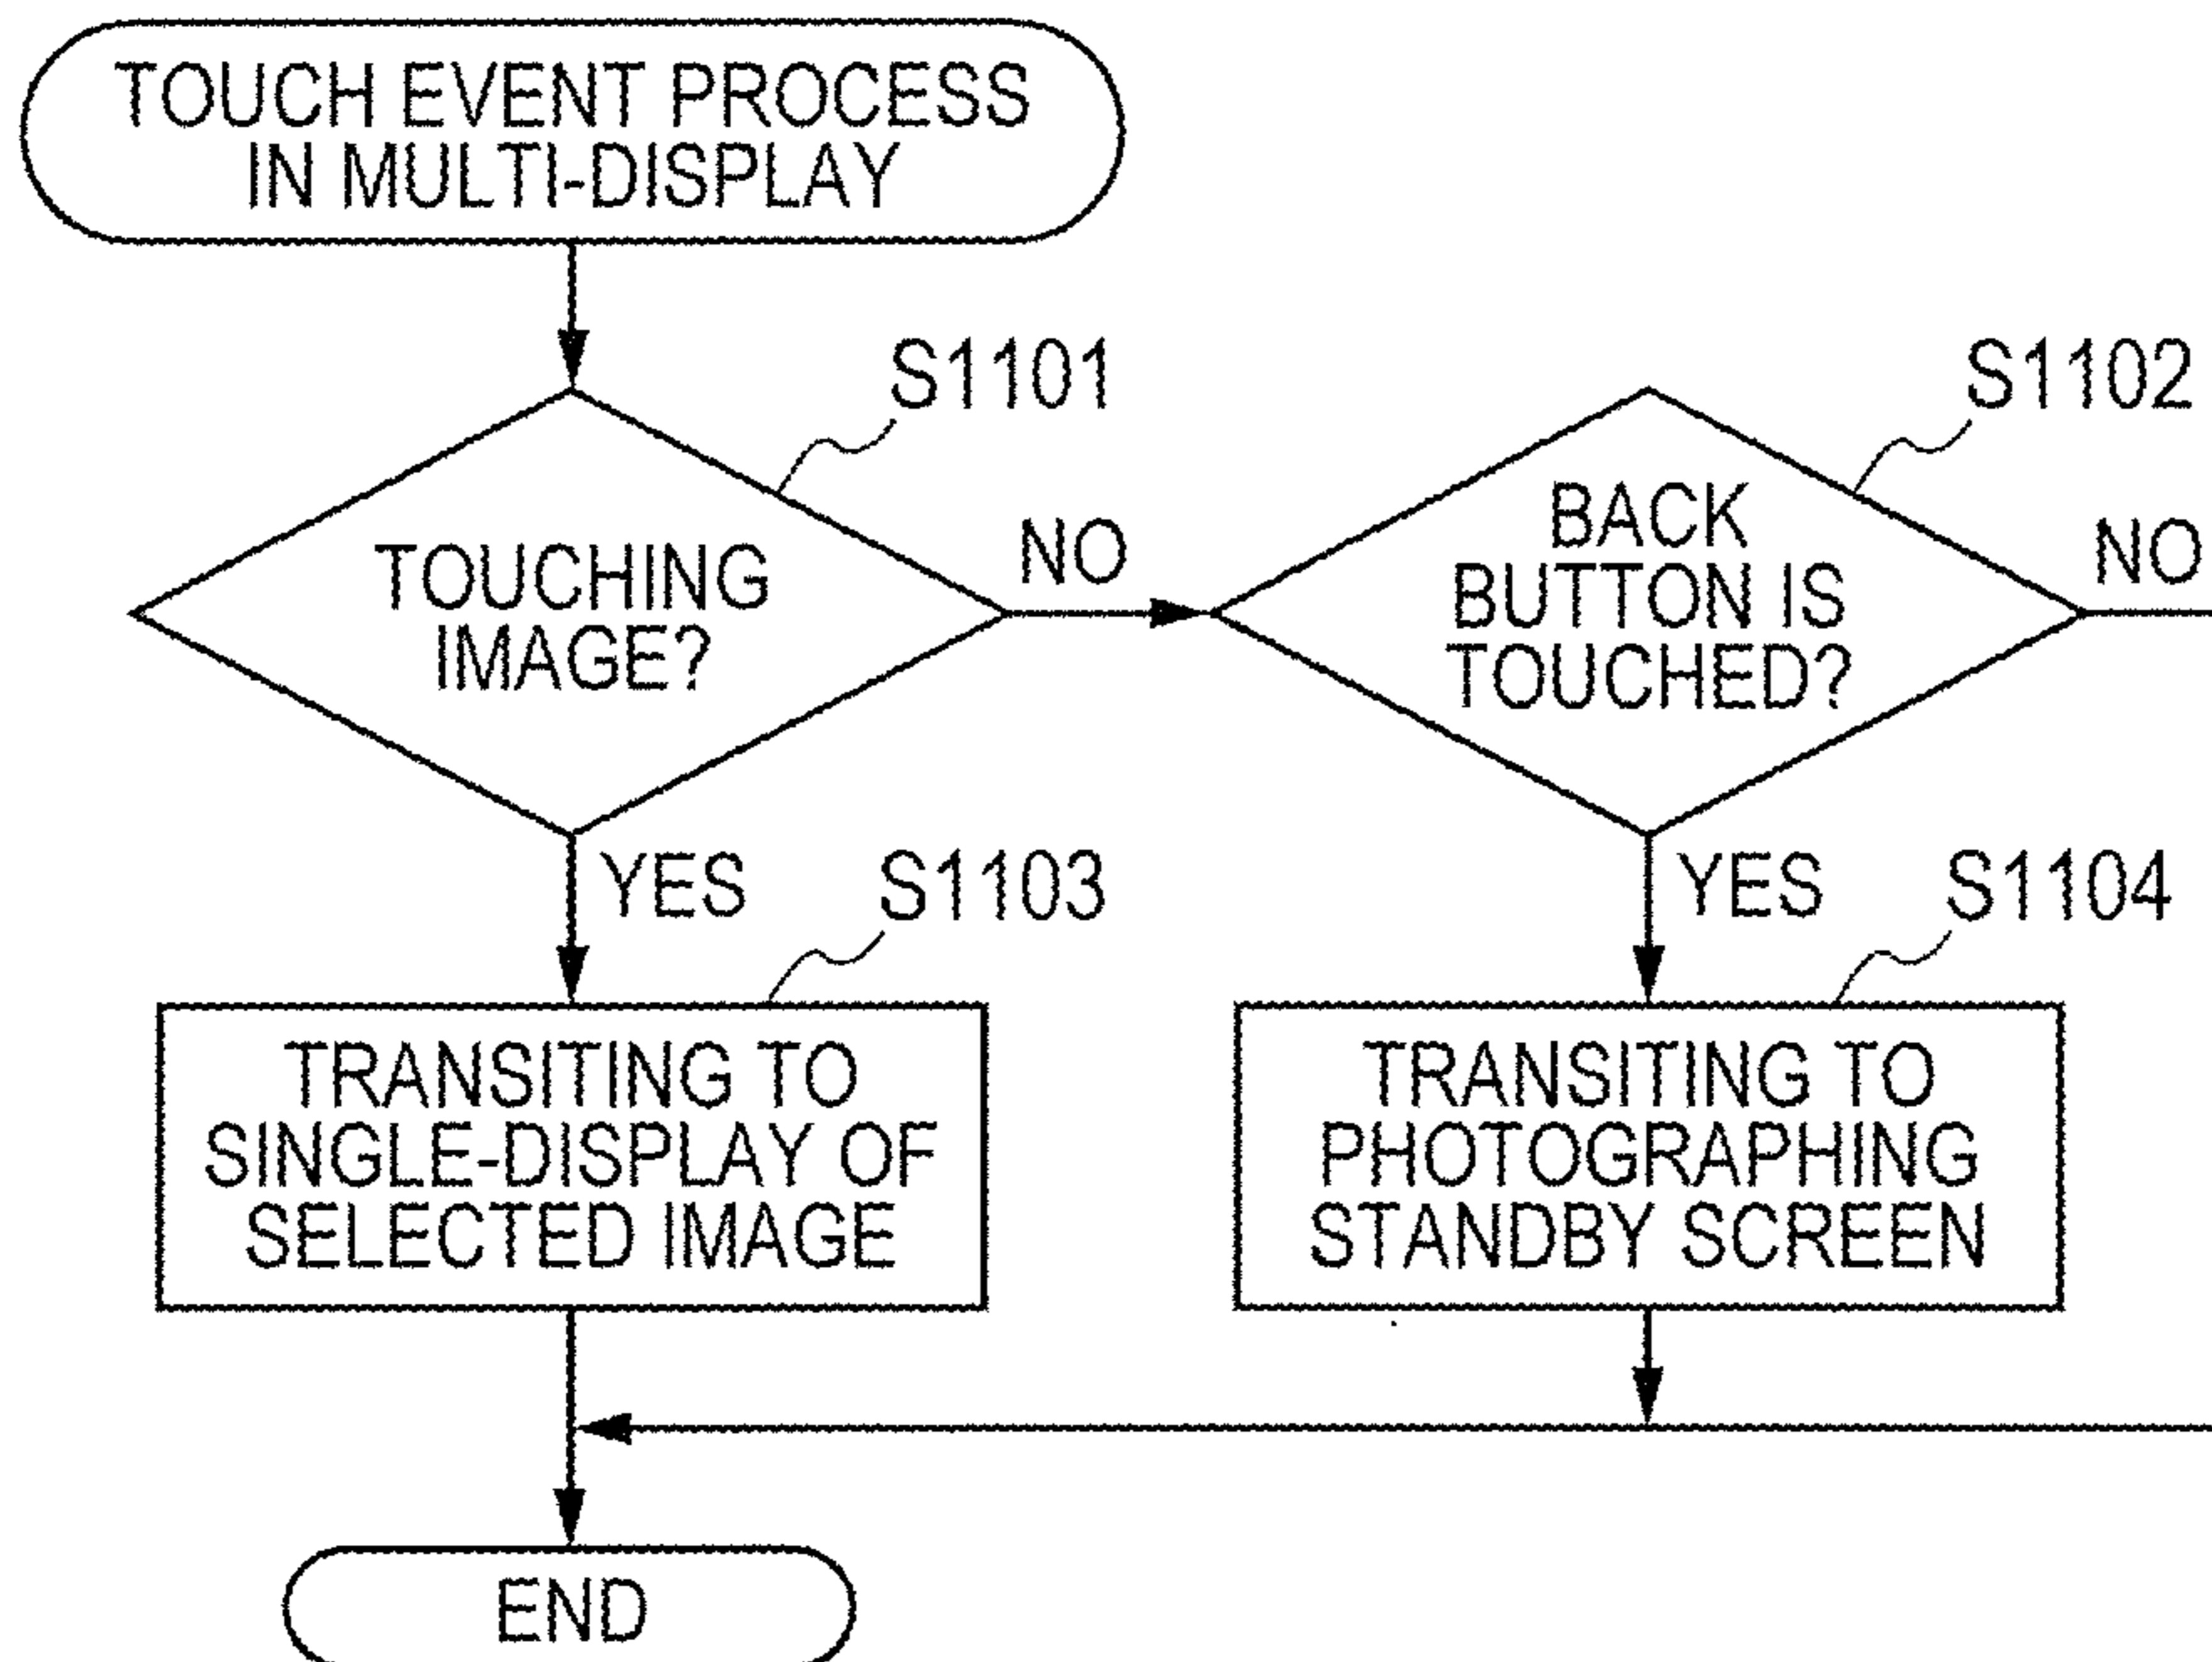 TOUCH EVENT PROCESS
IN MULTI-DISPLAY
S1101
S1102
TOUCHING
IMAGE?
NO
BACK
BUTTON IS
TOUCHED?
NO
YES
S1103
YES
S1104
TRANSITING TO
SINGLE-DISPLAY OF
SELECTED IMAGE
TRANSITING TO
PHOTOGRAPHING
STANDBY SCREEN
END